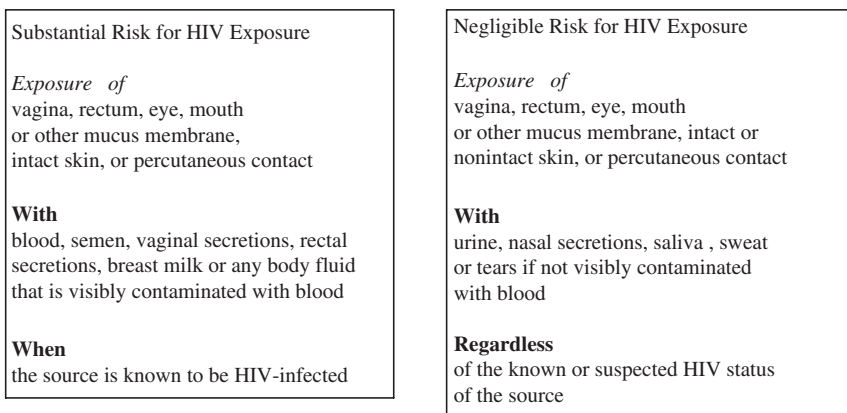 Substantial Risk for HIV Exposure
Exposure of
vagina, rectum, eye, mouth
or other mucus membrane,
intact skin, or percutaneous contact
With
blood, semen, vaginal secretions, rectal
secretions, breast milk or any body fluid
that is visibly contaminated with blood
When
the source is known to be HIV-infected
Negligible Risk for HIV Exposure
Exposure of
vagina, rectum, eye, mouth
or other mucus membrane, intact or
nonintact skin, or percutaneous contact
With
urine, nasal secretions, saliva , sweat
or tears if not visibly contaminated
with blood
Regardless
of the known or suspected HIV status
of the source